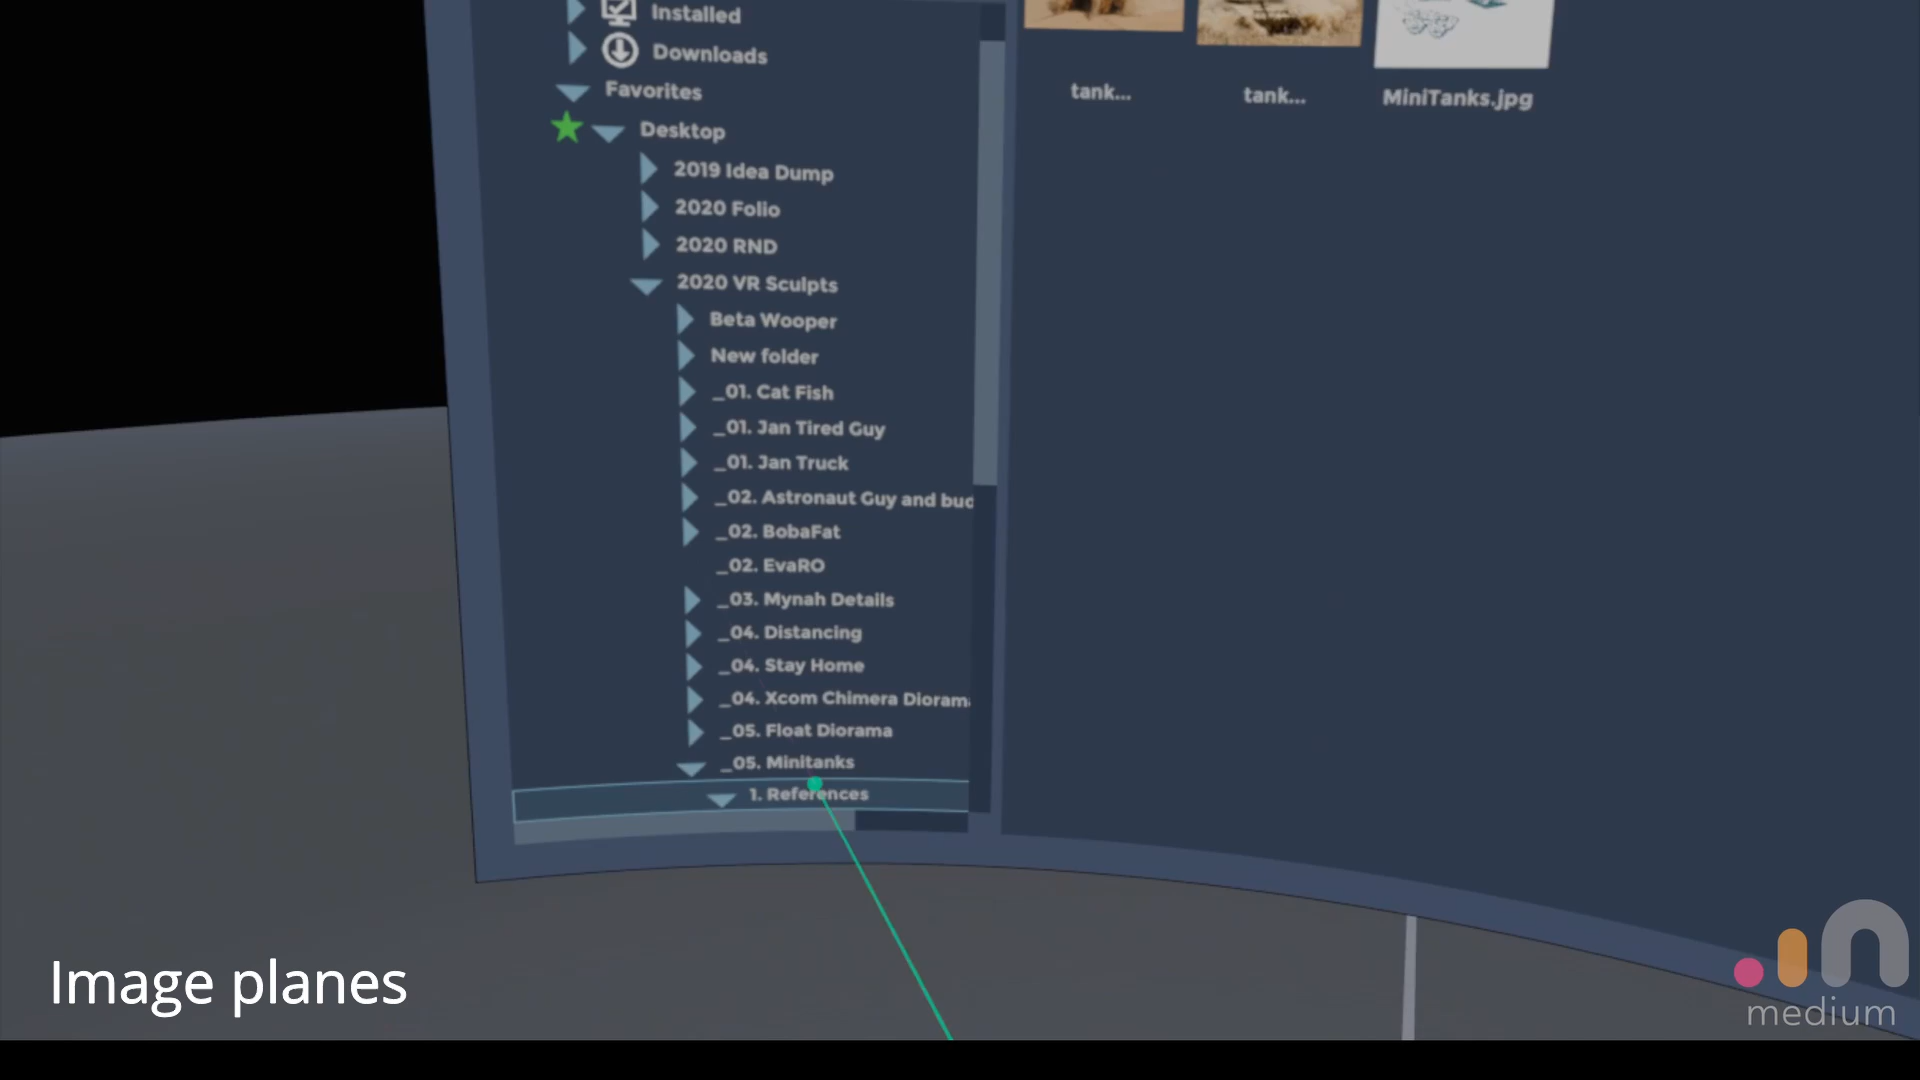 Installed
Downloads
Favorites
Desktop
2019 Idea Dump
2020 Folio
2020 RND
2020 VR Sculpts
Beta Wooper
New folder
_01. Cat Fish
_01. Jan Tired Guy
_01. Jan Truck
_02. Astronaut Guy and bud
_02. BobaFat
_02. EvaRO
_03. Mynah Details
_04. Distancing
_04. Stay Home
_04. Xcom Chimera Diorama
_05. Float Diorama
_05. Minitanks
1. References
tank...
tank...
MiniTanks.jpg
Image planes
in
medium